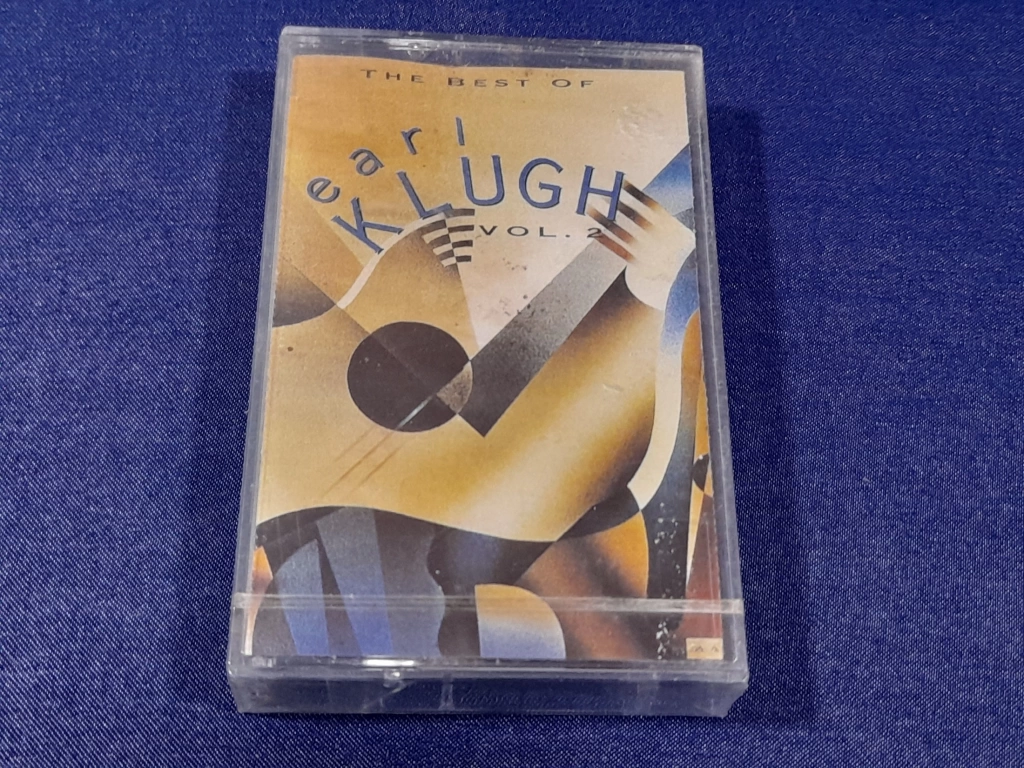 THE BEST OF
earl
KLUGH
VOL. 2